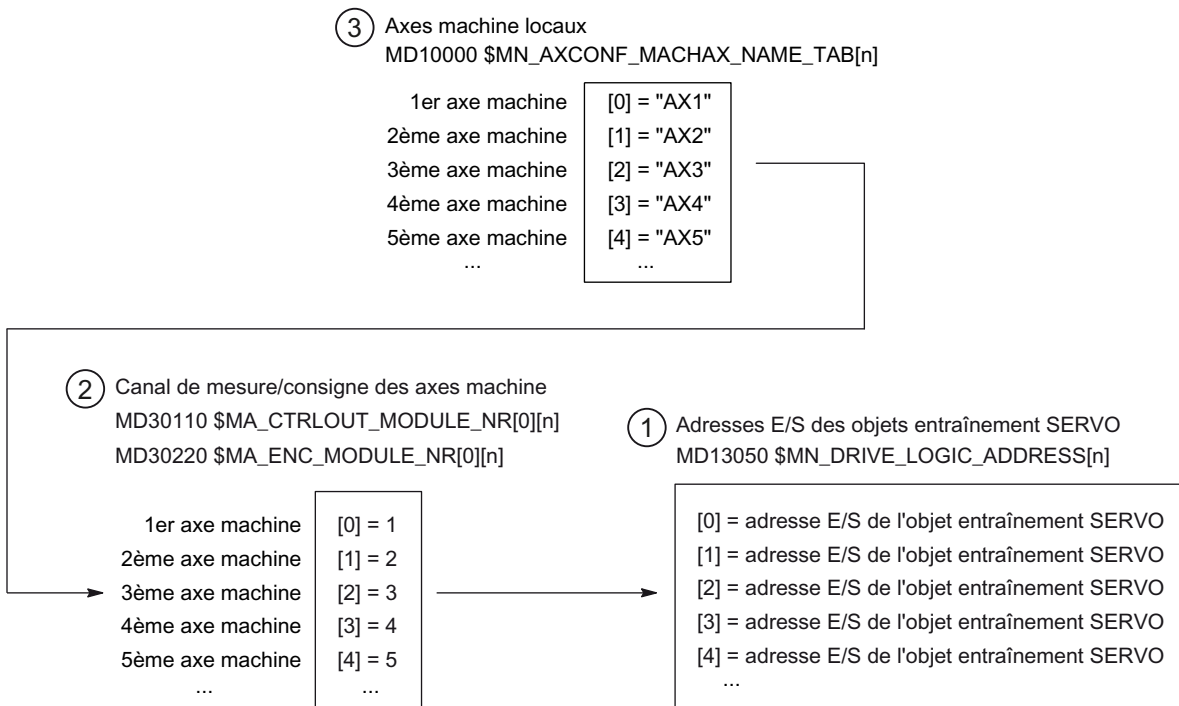 3 Axes machine locaux
MD10000 $MN_AXCONF_MACHAX_NAME_TAB[n]
1er axe machine [0] = "AX1"
2ème axe machine [1] = "AX2"
3ème axe machine [2] = "AX3"
4ème axe machine [3] = "AX4"
5ème axe machine [4] = "AX5"
... ...
2 Canal de mesure/consigne des axes machine
MD30110 $MA_CTRLOUT_MODULE_NR[0][n]
MD30220 $MA_ENC_MODULE_NR[0][n]
1er axe machine [0] = 1
2ème axe machine [1] = 2
3ème axe machine [2] = 3
4ème axe machine [3] = 4
5ème axe machine [4] = 5
... ...
1 Adresses E/S des objets entraînement SERVO
MD13050 $MN_DRIVE_LOGIC_ADDRESS[n]
[0] = adresse E/S de l'objet entraînement SERVO
[1] = adresse E/S de l'objet entraînement SERVO
[2] = adresse E/S de l'objet entraînement SERVO
[3] = adresse E/S de l'objet entraînement SERVO
[4] = adresse E/S de l'objet entraînement SERVO
...